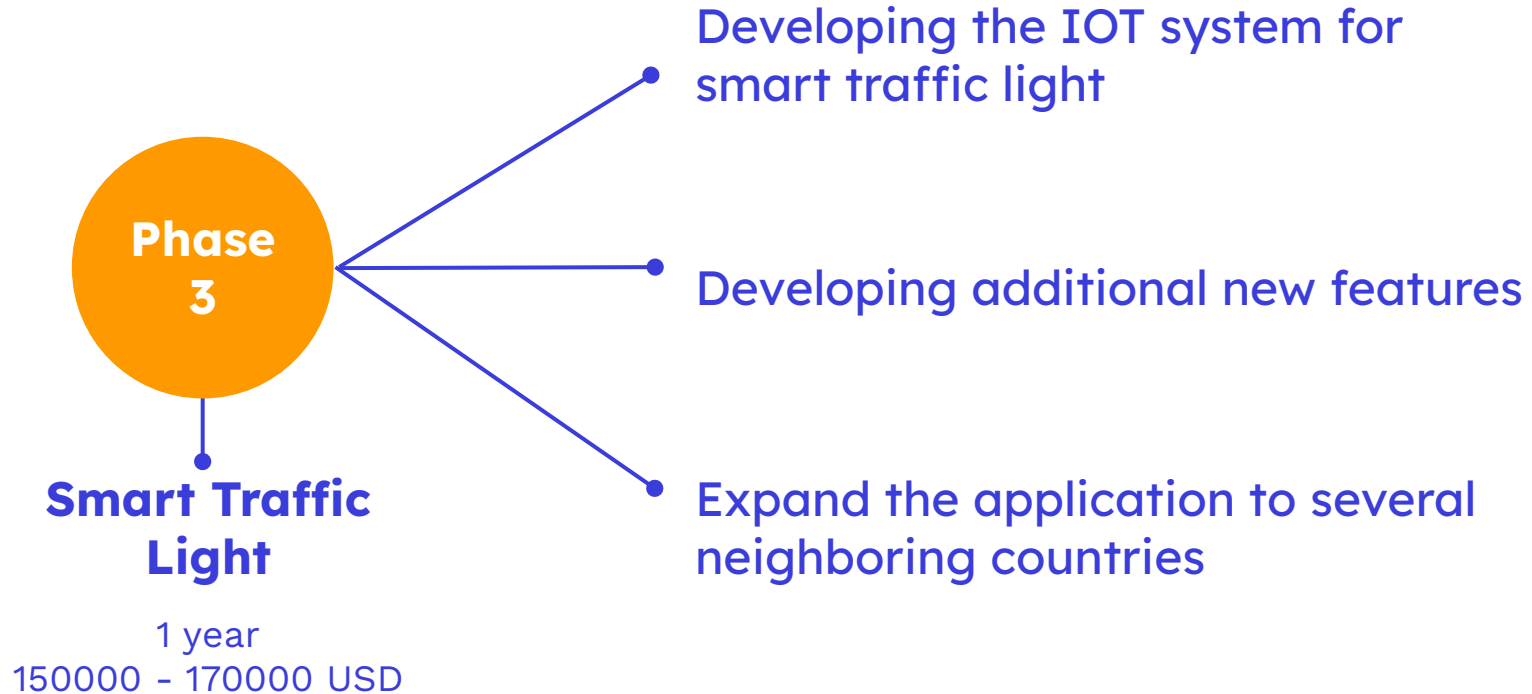 Phase
3
Smart Traffic
Light
1 year
150000 - 170000 USD
Developing the IOT system for
smart traffic light
Developing additional new features
Expand the application to several
neighboring countries